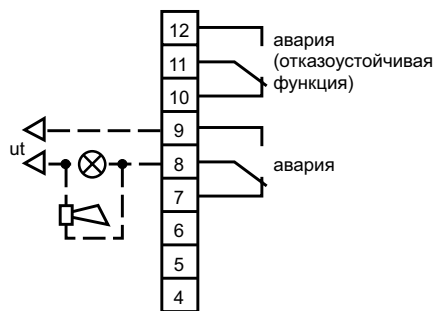 12
11
10
9
8
7
6
5
4
авария
(отказоустойчивая
функция)
ut
авария